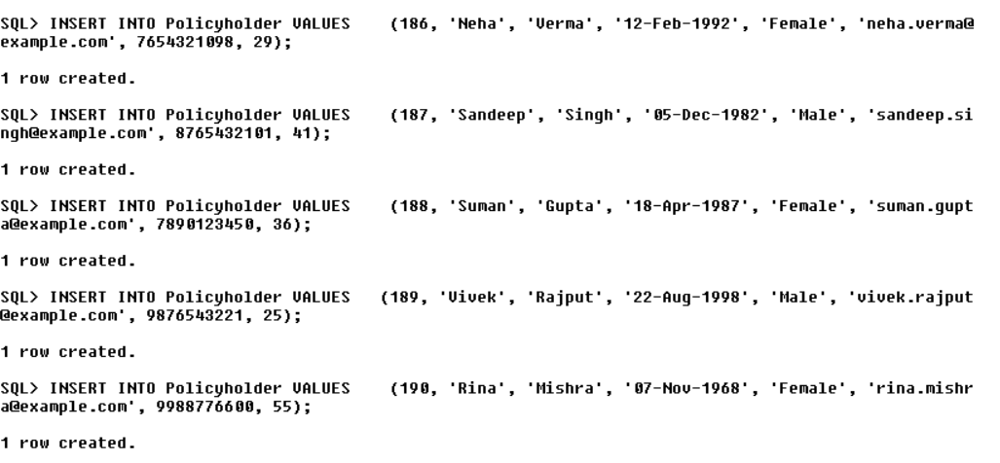 SQL> INSERT INTO Policyholder VALUES    (186, 'Neha', 'Verma', '12-Feb-1992', 'Female', 'neha.verma@
example.com', 7654321098, 29);
1 row created.
SQL> INSERT INTO Policyholder VALUES    (187, 'Sandeep', 'Singh', '05-Dec-1982', 'Male', 'sandeep.si
ngh@example.com', 8765432101, 41);
1 row created.
SQL> INSERT INTO Policyholder VALUES    (188, 'Suman', 'Gupta', '18-Apr-1987', 'Female', 'suman.gupt
a@example.com', 7890123450, 36);
1 row created.
SQL> INSERT INTO Policyholder VALUES   (189, 'Vivek', 'Rajput', '22-Aug-1998', 'Male', 'vivek.rajput
@example.com', 9876543221, 25);
1 row created.
SQL> INSERT INTO Policyholder VALUES    (190, 'Rina', 'Mishra', '07-Nov-1968', 'Female', 'rina.mishr
a@example.com', 9988776600, 55);
1 row created.